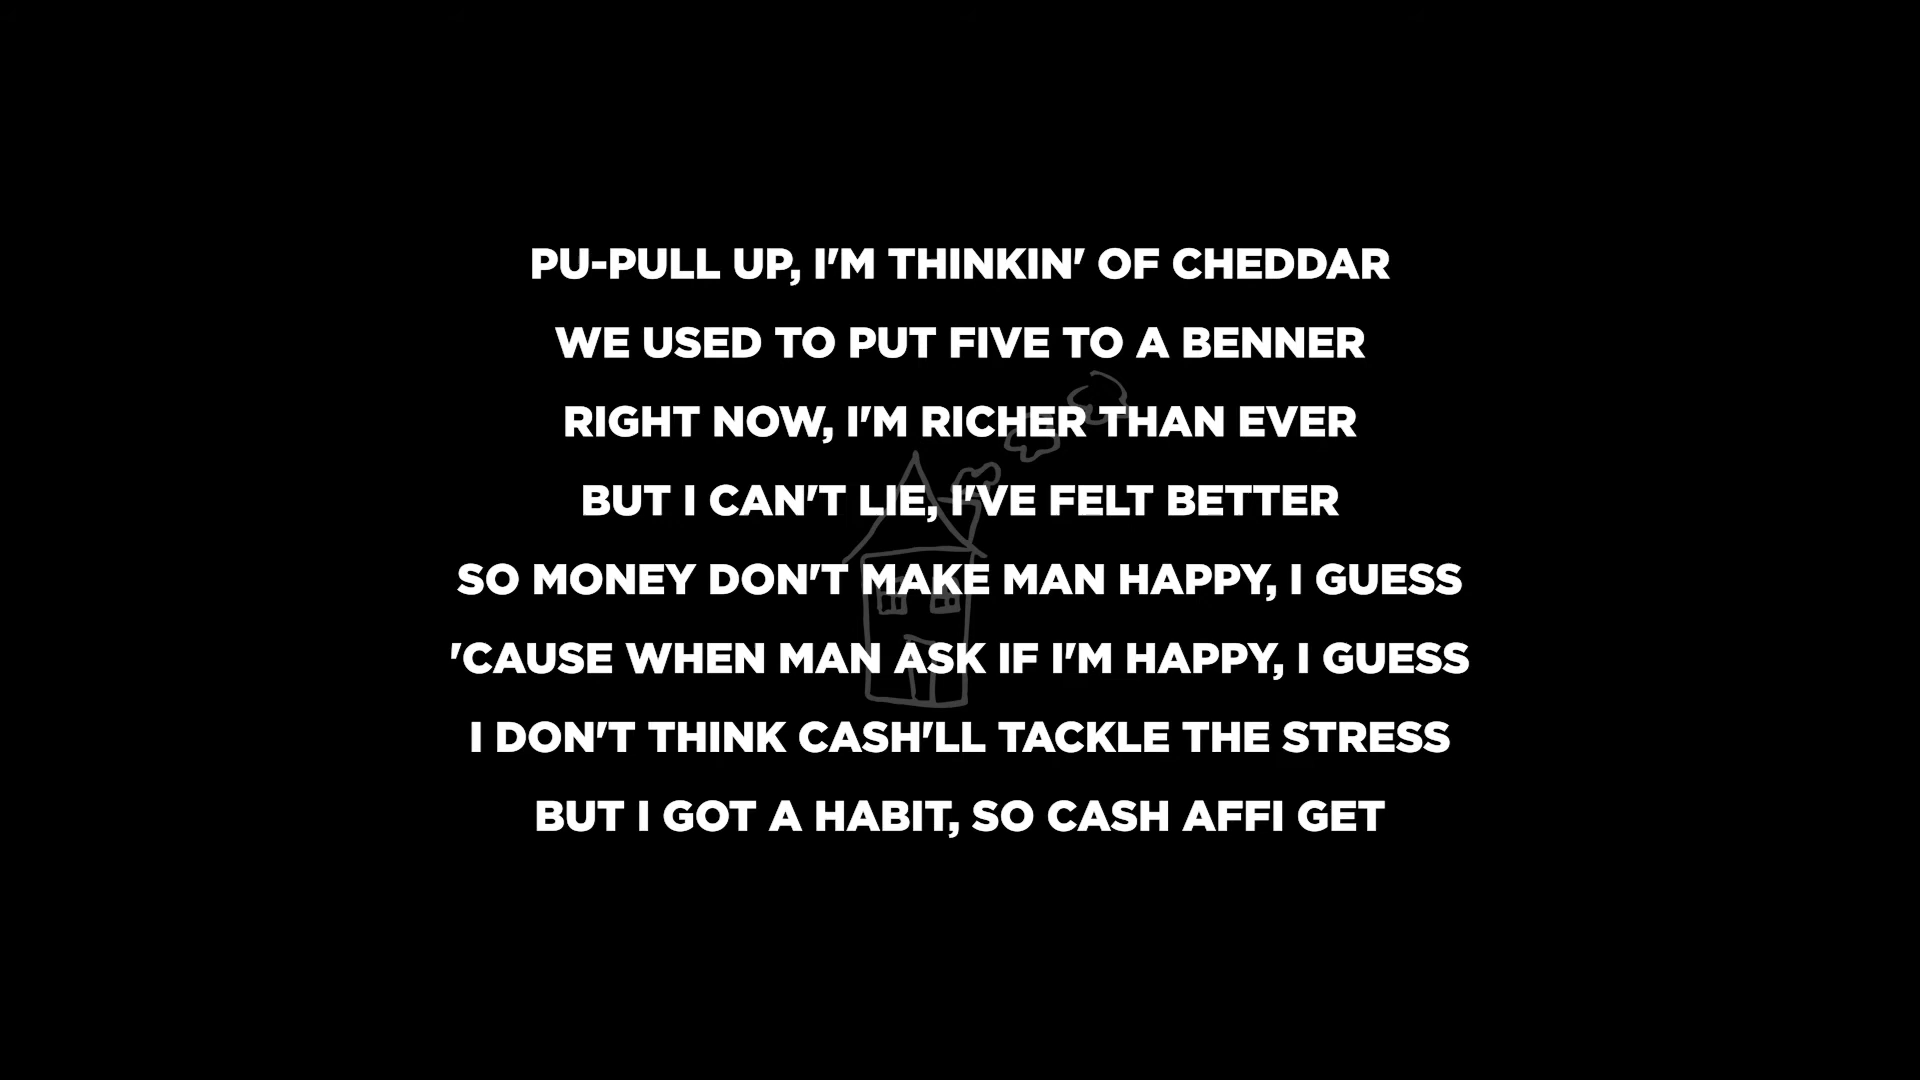 PU-PULL UP, I'M THINKIN' OF CHEDDAR
WE USED TO PUT FIVE TO A BENNER
RIGHT NOW, I'M RICHER THAN EVER
BUT I CAN'T LIE, I'VE FELT BETTER
SO MONEY DON'T MAKE MAN HAPPY, I GUESS
'CAUSE WHEN MAN ASK IF I'M HAPPY, I GUESS
I DON'T THINK CASH'LL TACKLE THE STRESS
BUT I GOT A HABIT, SO CASH AFFI GET